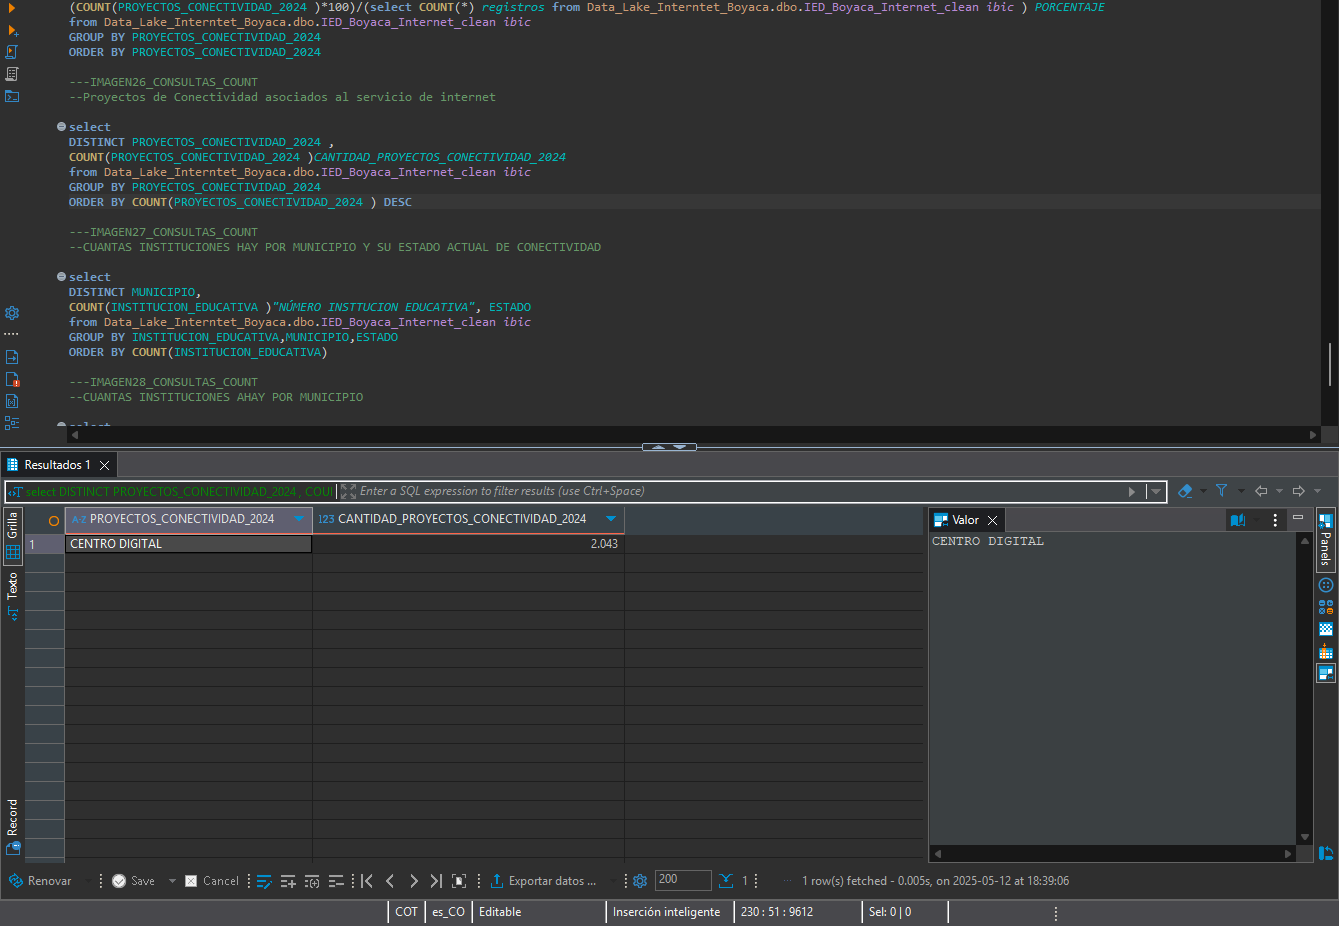 (COUNT(PROYECTOS_CONECTIVIDAD_2024 )*100)/(select COUNT(*) registros from Data_Lake_Interntet_Boyaca.dbo.IED_Boyaca_Internet_clean ibic ) PORCENTAJE
from Data_Lake_Interntet_Boyaca.dbo.IED_Boyaca_Internet_clean ibic
GROUP BY PROYECTOS_CONECTIVIDAD_2024
ORDER BY PROYECTOS_CONECTIVIDAD_2024
---IMAGEN26_CONSULTAS_COUNT
--Proyectos de Conectividad asociados al servicio de internet
select
DISTINCT PROYECTOS_CONECTIVIDAD_2024 ,
COUNT(PROYECTOS_CONECTIVIDAD_2024 )CANTIDAD_PROYECTOS_CONECTIVIDAD_2024
from Data_Lake_Interntet_Boyaca.dbo.IED_Boyaca_Internet_clean ibic
GROUP BY PROYECTOS_CONECTIVIDAD_2024
ORDER BY COUNT(PROYECTOS_CONECTIVIDAD_2024 ) DESC
---IMAGEN27_CONSULTAS_COUNT
--CUANTAS INSTITUCIONES HAY POR MUNICIPIO Y SU ESTADO ACTUAL DE CONECTIVIDAD
select
DISTINCT MUNICIPIO,
COUNT(INSTITUCION_EDUCATIVA )"NÚMERO INSTTUCION EDUCATIVA", ESTADO
from Data_Lake_Interntet_Boyaca.dbo.IED_Boyaca_Internet_clean ibic
GROUP BY INSTITUCION_EDUCATIVA,MUNICIPIO,ESTADO
ORDER BY COUNT(INSTITUCION_EDUCATIVA)
---IMAGEN28_CONSULTAS_COUNT
--CUANTAS INSTITUCIONES AHAY POR MUNICIPIO
Resultados 1
select DISTINCT PROYECTOS_CONECTIVIDAD_2024 , COUI Enter a SQL expression to filter results (use Ctrl+Space)
Grilla
Texto
Record
A-Z PROYECTOS_CONECTIVIDAD_2024 123 CANTIDAD_PROYECTOS_CONECTIVIDAD_2024
1 CENTRO DIGITAL 2.043
Valor
CENTRO DIGITAL
Panels
Renovar Save Cancel Exportar datos ... 200 1 1 row(s) fetched - 0.005s, on 2025-05-12 at 18:39:06
COT es_CO Editable Inserción inteligente 230 : 51 : 9612 Sel: 0 | 0